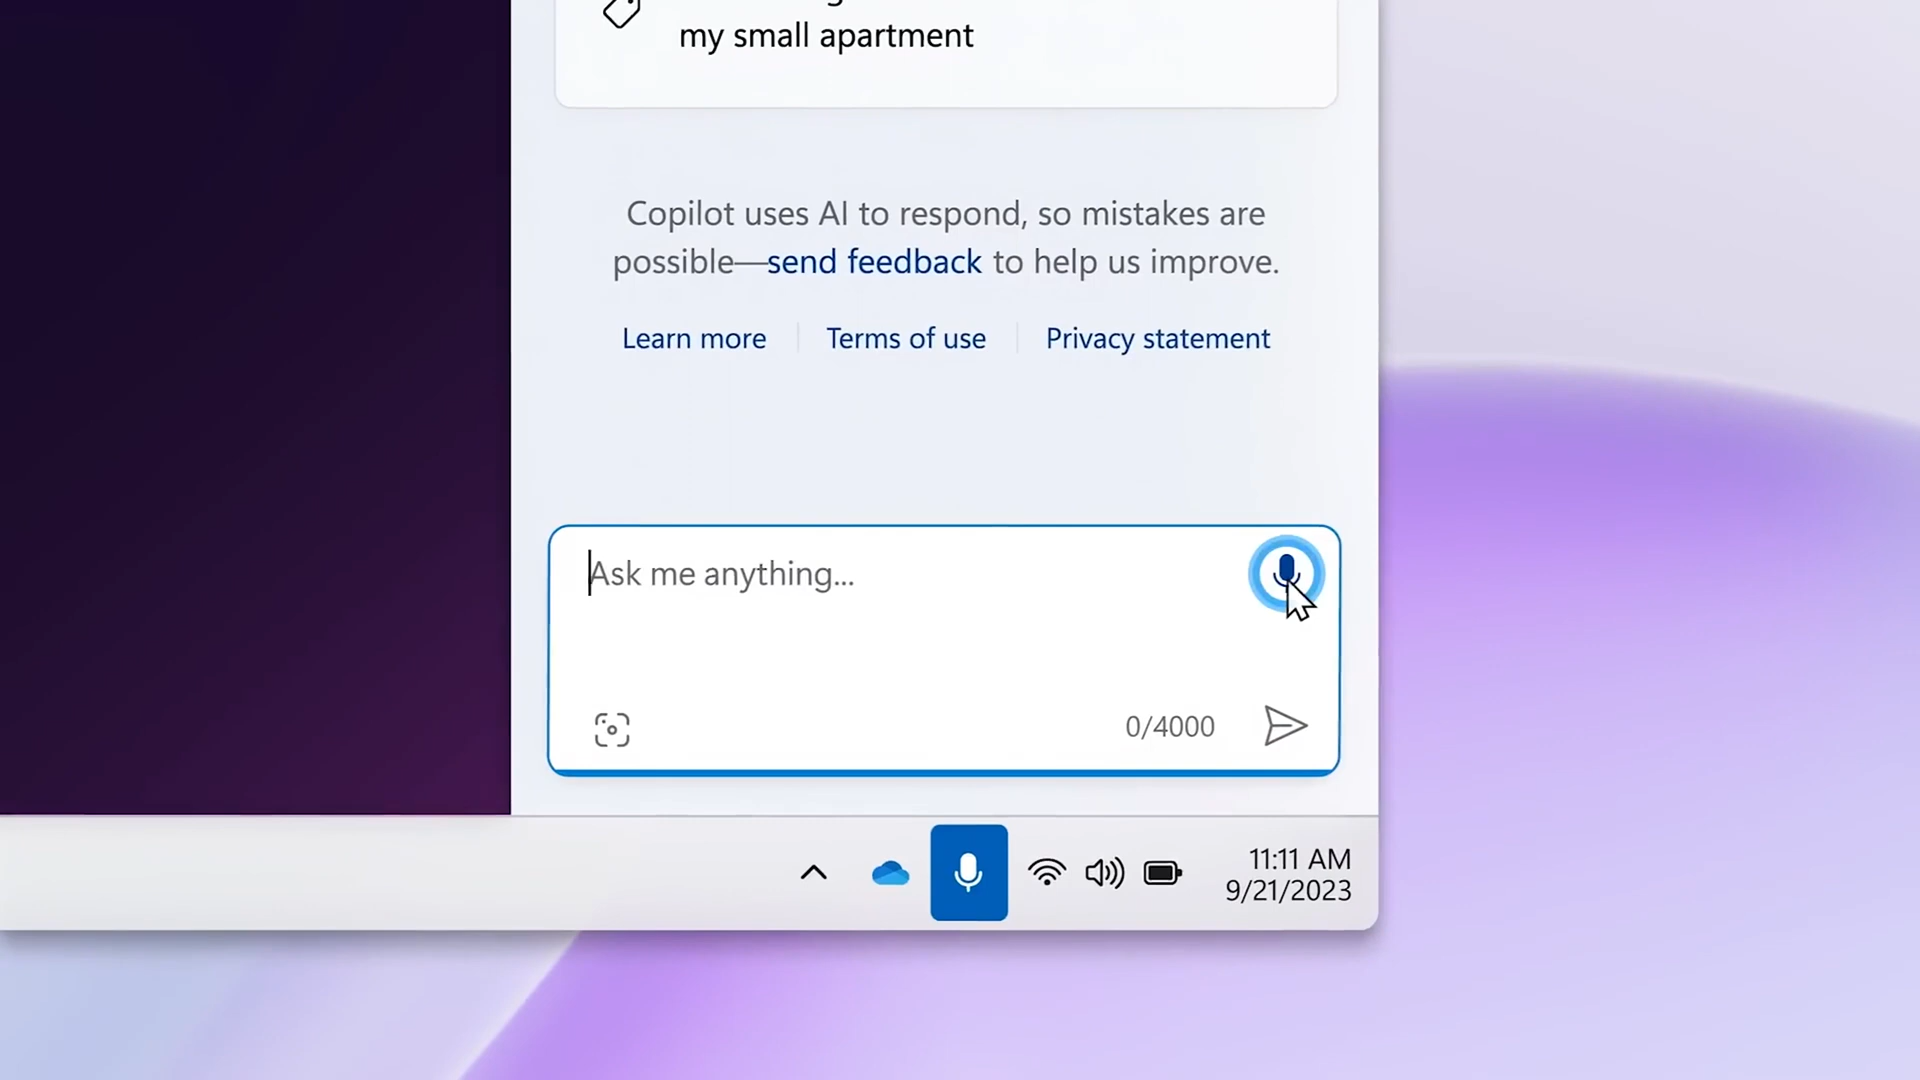 my small apartment
Copilot uses AI to respond, so mistakes are
possible—send feedback to help us improve.
Learn more
Terms of use
Privacy statement
Ask me anything...
0/4000
11:11 AM
9/21/2023